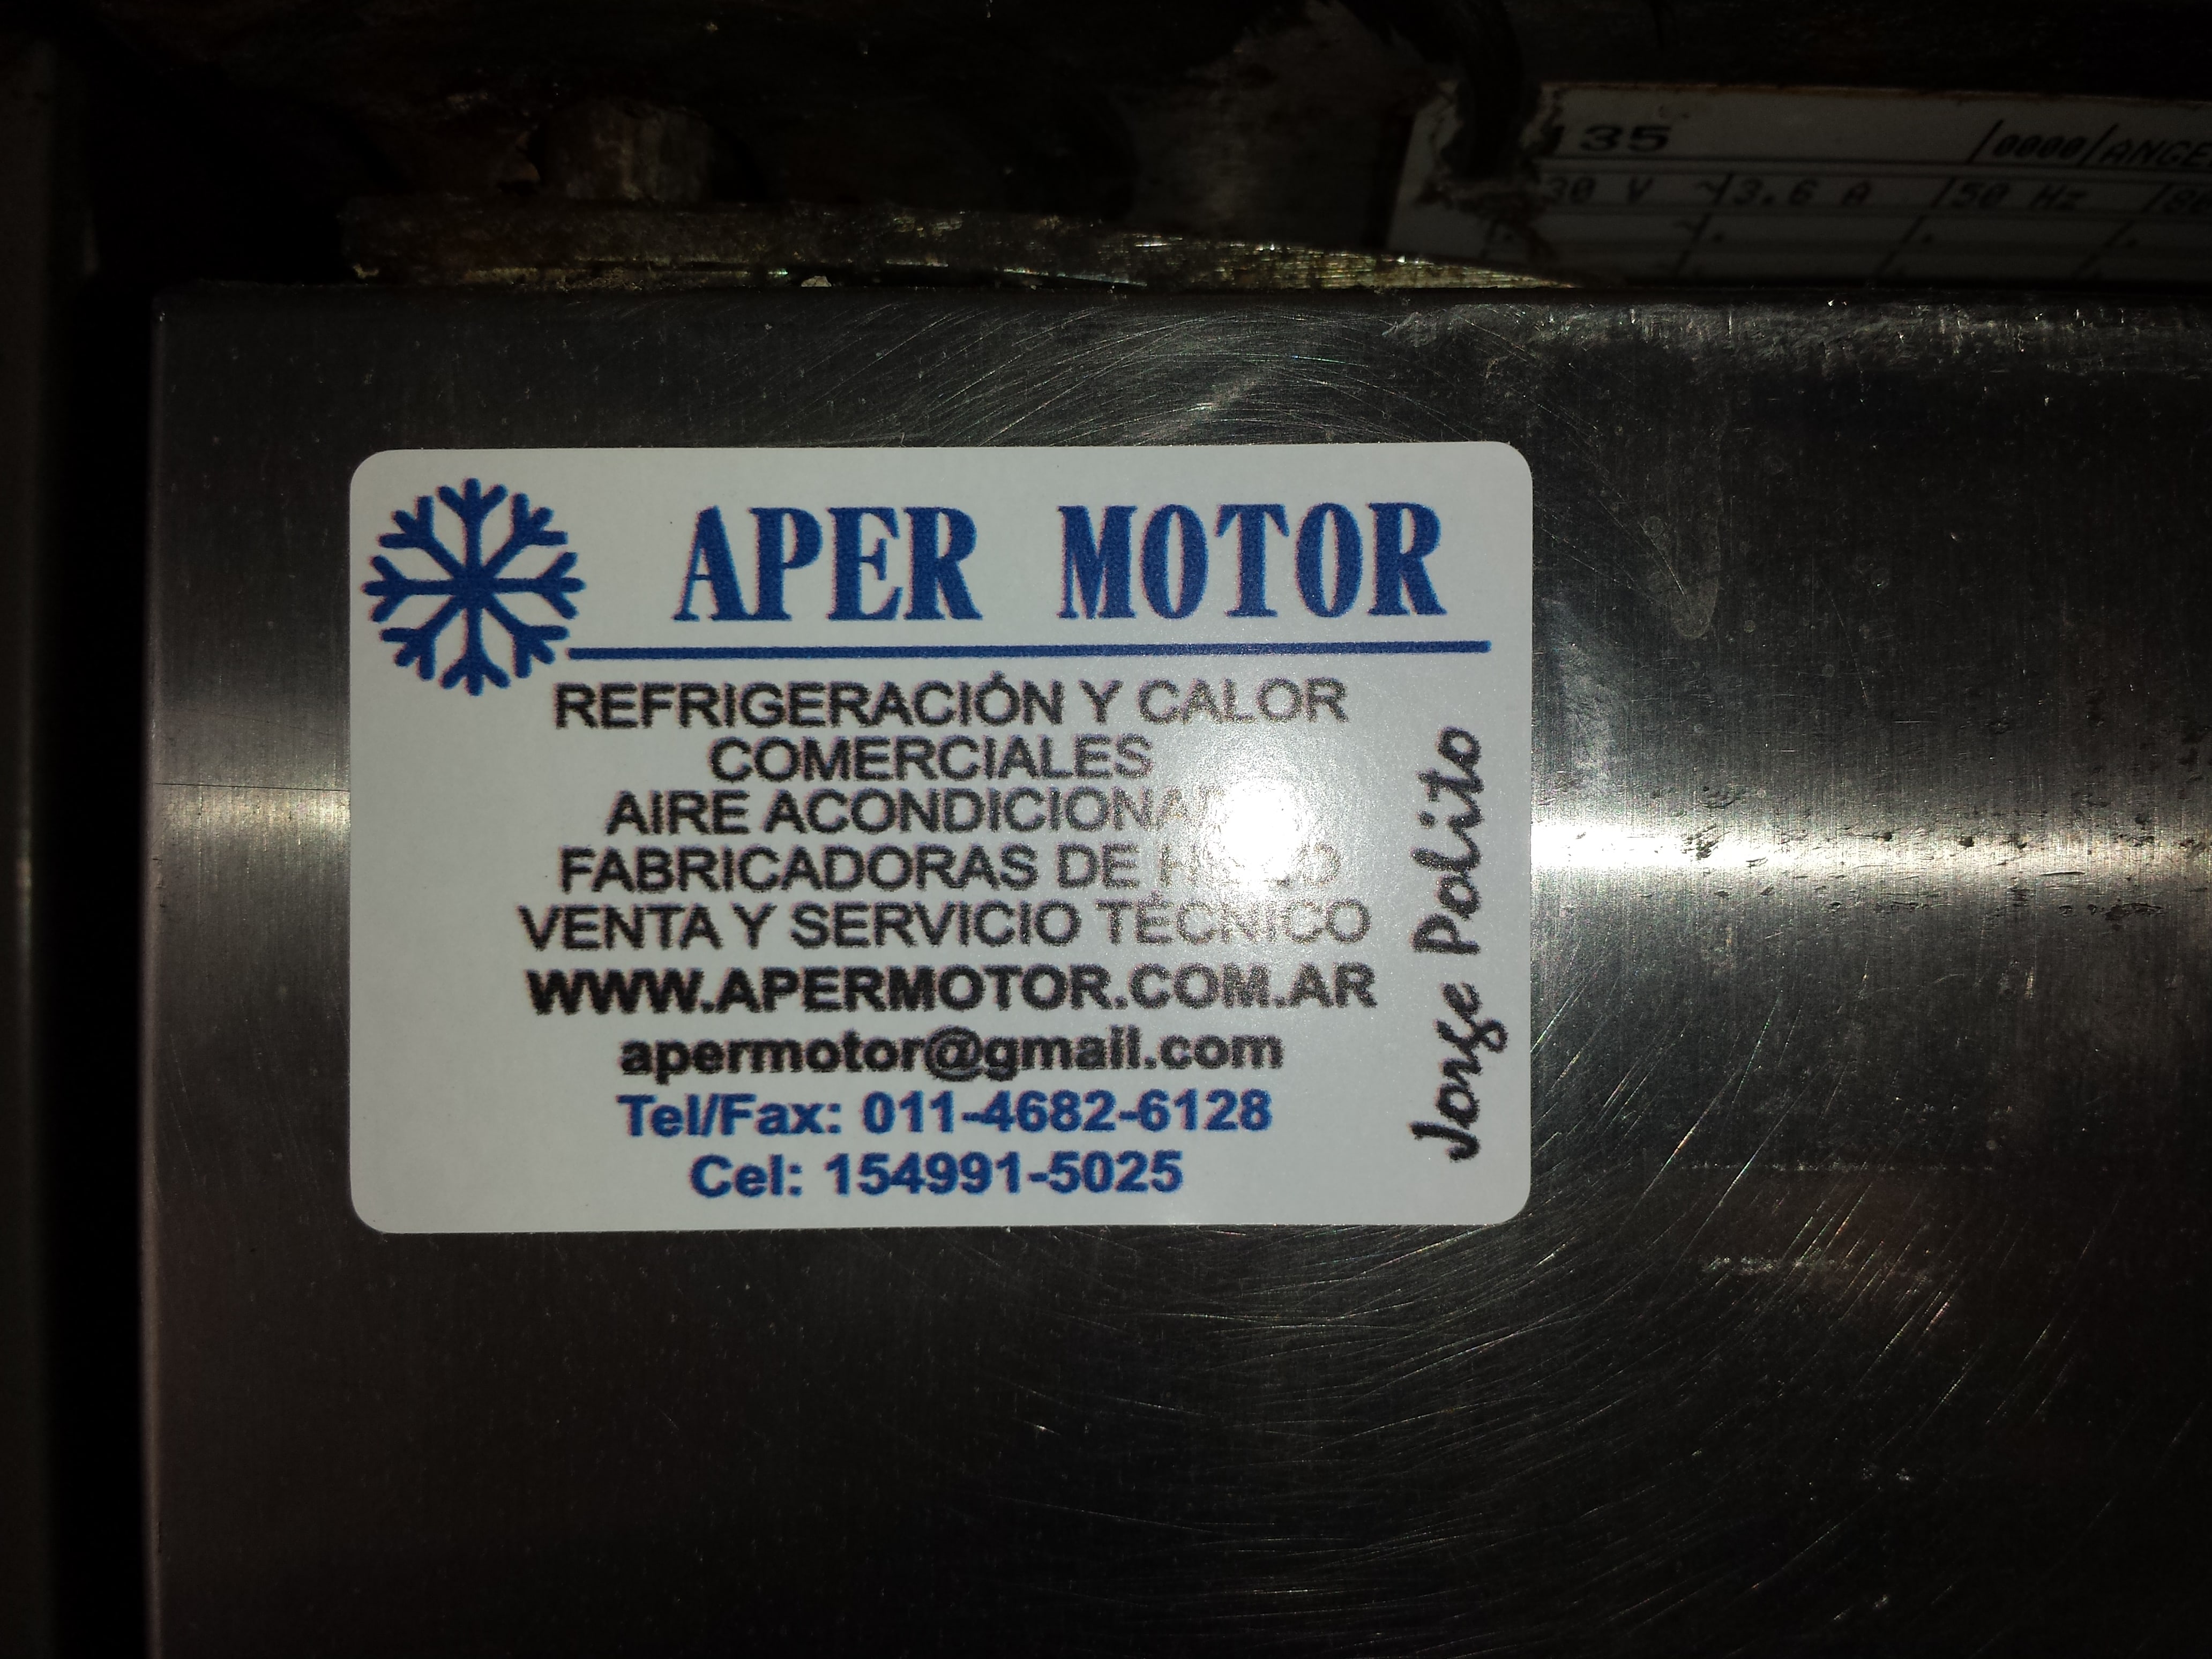 135 |0000/ANGE
30 V ~ 3.6 A 50 Hz
APER MOTOR
REFRIGERACIÓN Y CALOR
COMERCIALES
AIRE
FABRICADORAS DE
VENTA Y SERVICIO TÉCNICO
WWW.APERMOTOR.COM.AR
apermotor@gmail.com
Tel/Fax: 011-4682-6128
Cel: 154991-5025
Jorge Polito